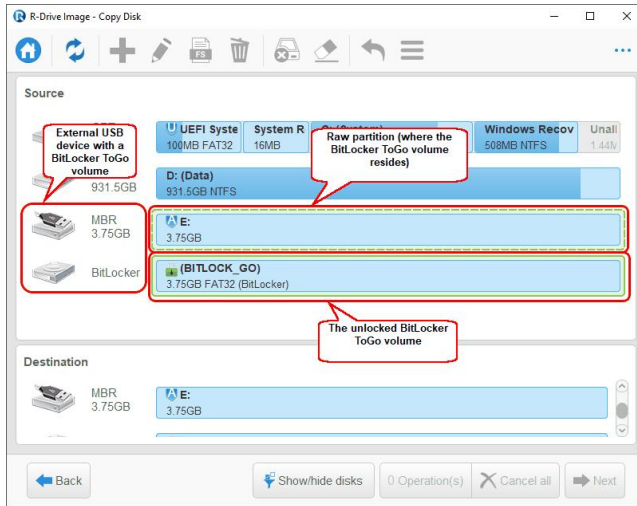 R-Drive Image - Copy Disk
FS
Source
External USB
device with a
BitLocker ToGo
volume
UEFI Syste
100MB FAT32
System R
16MB
Raw partition (where the
BitLocker ToGo volume
resides)
Windows Recov
508MB NTFS
Unall
1.44M
931.5GB
D: (Data)
931.5GB NTFS
MBR
3.75GB
E:
3.75GB
BitLocker
(BITLOCK_GO)
3.75GB FAT32 (BitLocker)
The unlocked BitLocker
ToGo volume
Destination
MBR
3.75GB
E:
3.75GB
Back
Show/hide disks
0 Operation(s)
Cancel all
Next